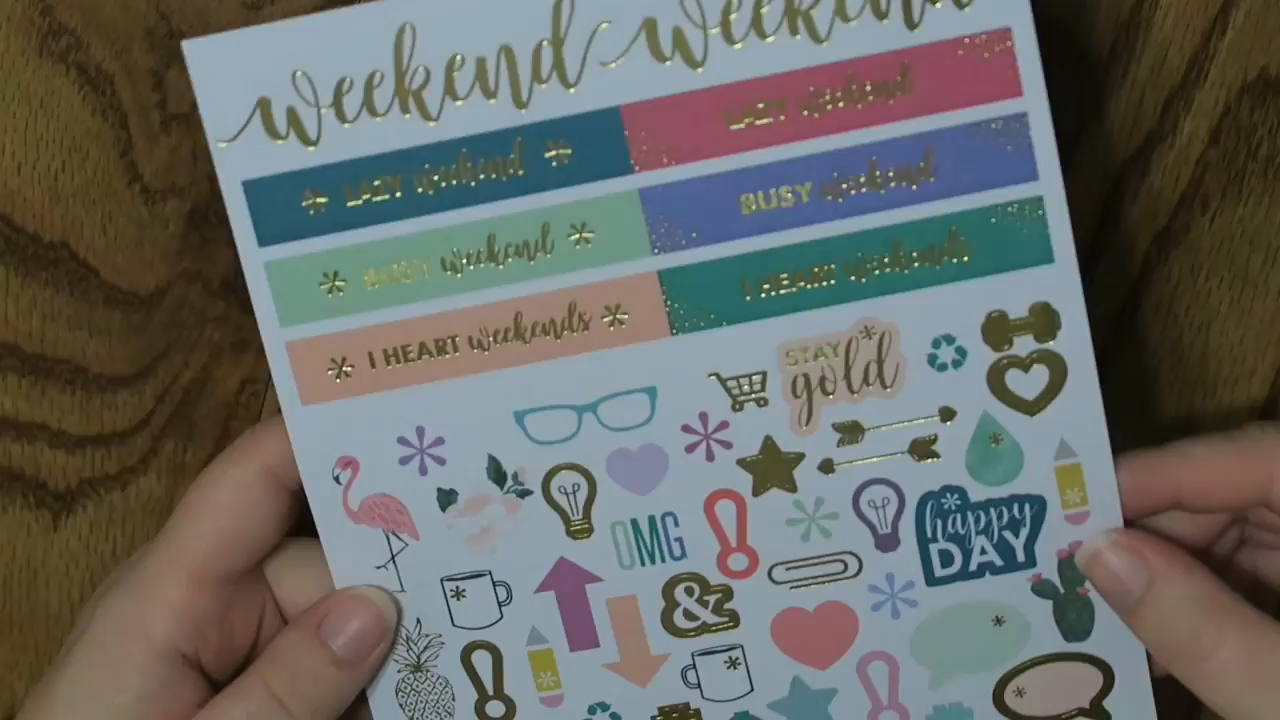 weekend weekend
LAZY weekend
LAZY weekend
BUSY weekend
BUSY weekend
I HEART weekends
I HEART weekends
STAY
gold
OMG
happy
DAY
&